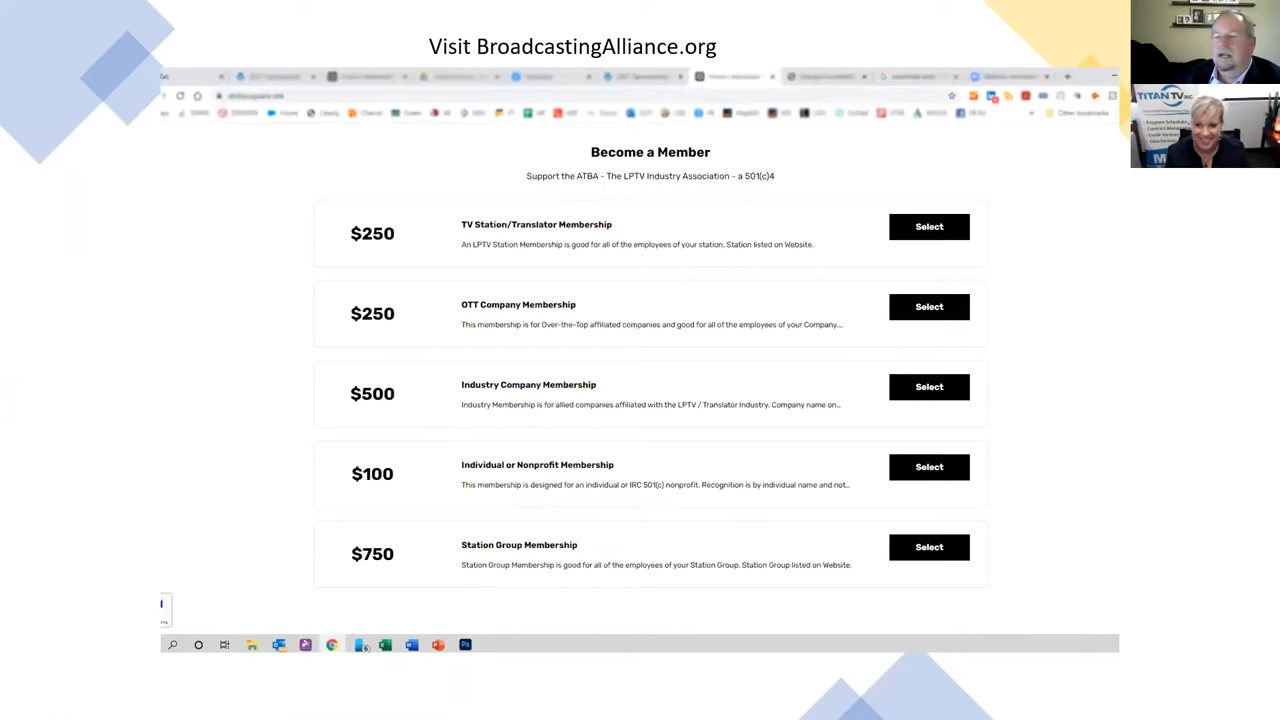 Visit BroadcastingAlliance.org
Other bookmarks
Become a Member
Support the ATBA - The LPTV Industry Association - a 501(c)4
$250
TV Station/Translator Membership
An LPTV Station Membership is good for all of the employees of your station. Station listed on Website.
Select
$250
OTT Company Membership
This membership is for Over-the-Top affiliated companies and good for all of the employees of your Company....
Select
$500
Industry Company Membership
Industry Membership is for allied companies affiliated with the LPTV / Translator Industry. Company name on...
Select
$100
Individual or Nonprofit Membership
This membership is designed for an individual or IRC 501(c) nonprofit. Recognition is by individual name and not...
Select
$750
Station Group Membership
Station Group Membership is good for all of the employees of your Station Group. Station Group listed on Website.
Select
TITANTV INC